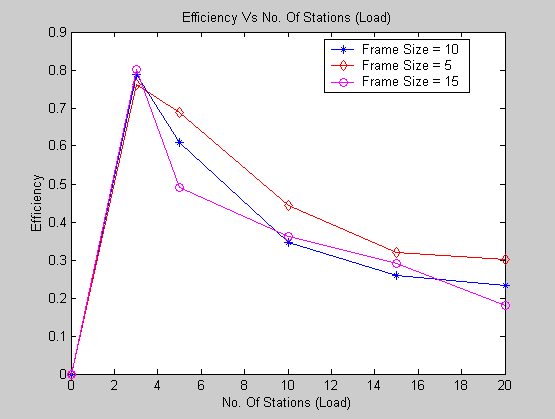 Efficiency Vs No. Of Stations (Load)
0.9
0.8
0.7
0.6
0.5
0.4
0.3
0.2
0.1
0
Efficiency
Frame Size = 10
Frame Size = 5
Frame Size = 15
0 2 4 6 8 10 12 14 16 18 20
No. Of Stations (Load)